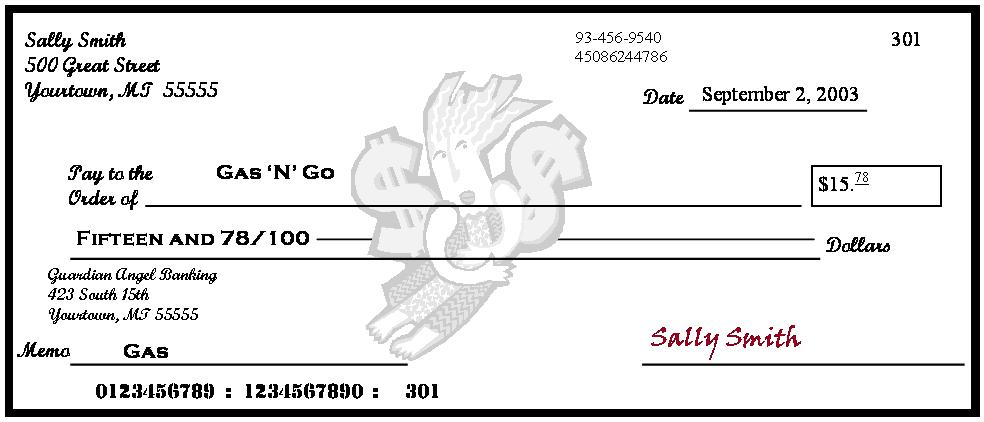 Sally Smith
500 Great Street
Yourtown, MT 55555
93-456-9540
45086244786
301
Date September 2, 2003
Pay to the
Order of Gas ‘N’ Go
$15.78
Fifteen and 78/100 Dollars
Guardian Angel Banking
423 South 15th
Yourtown, MT 55555
Memo Gas
Sally Smith
0123456789 : 1234567890 : 301